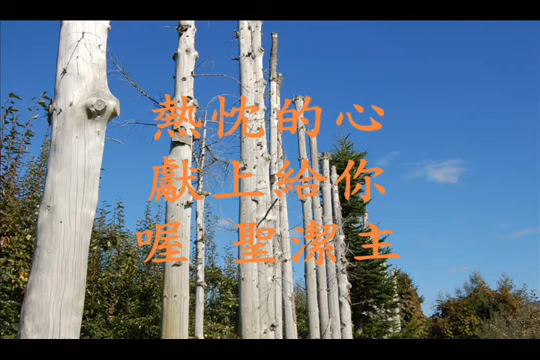 熱忱的心
獻上給你
喔 聖潔主